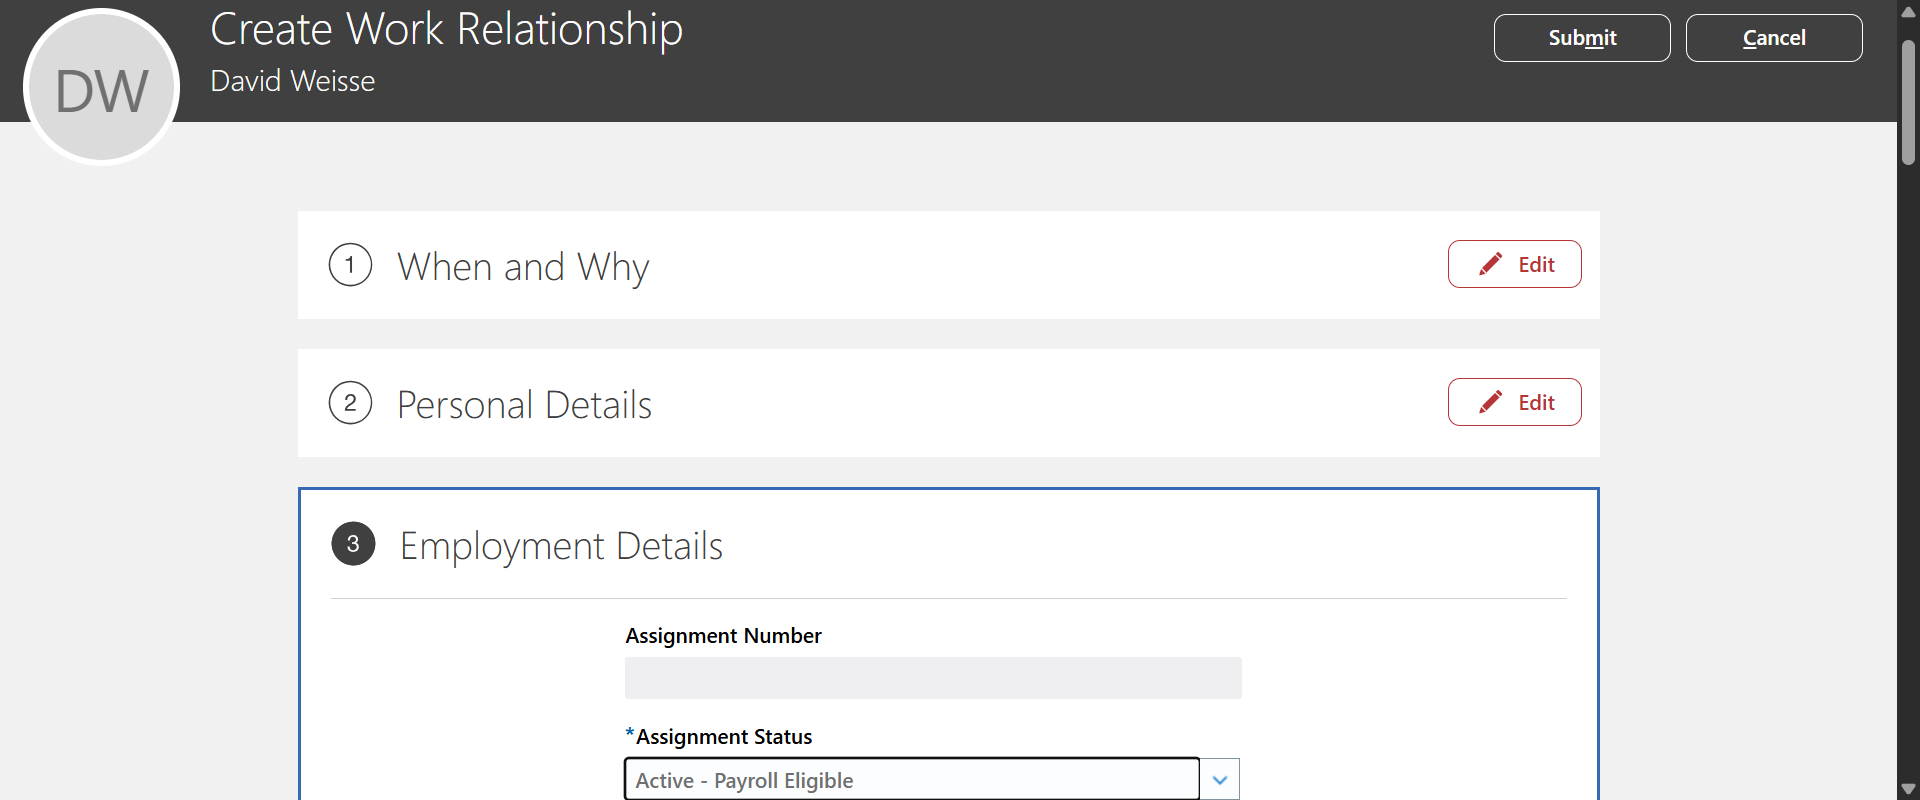 DW
Create Work Relationship
David Weisse
Submit
Cancel
1
When and Why
Edit
2
Personal Details
Edit
3
Employment Details
Assignment Number
*Assignment Status
Active - Payroll Eligible